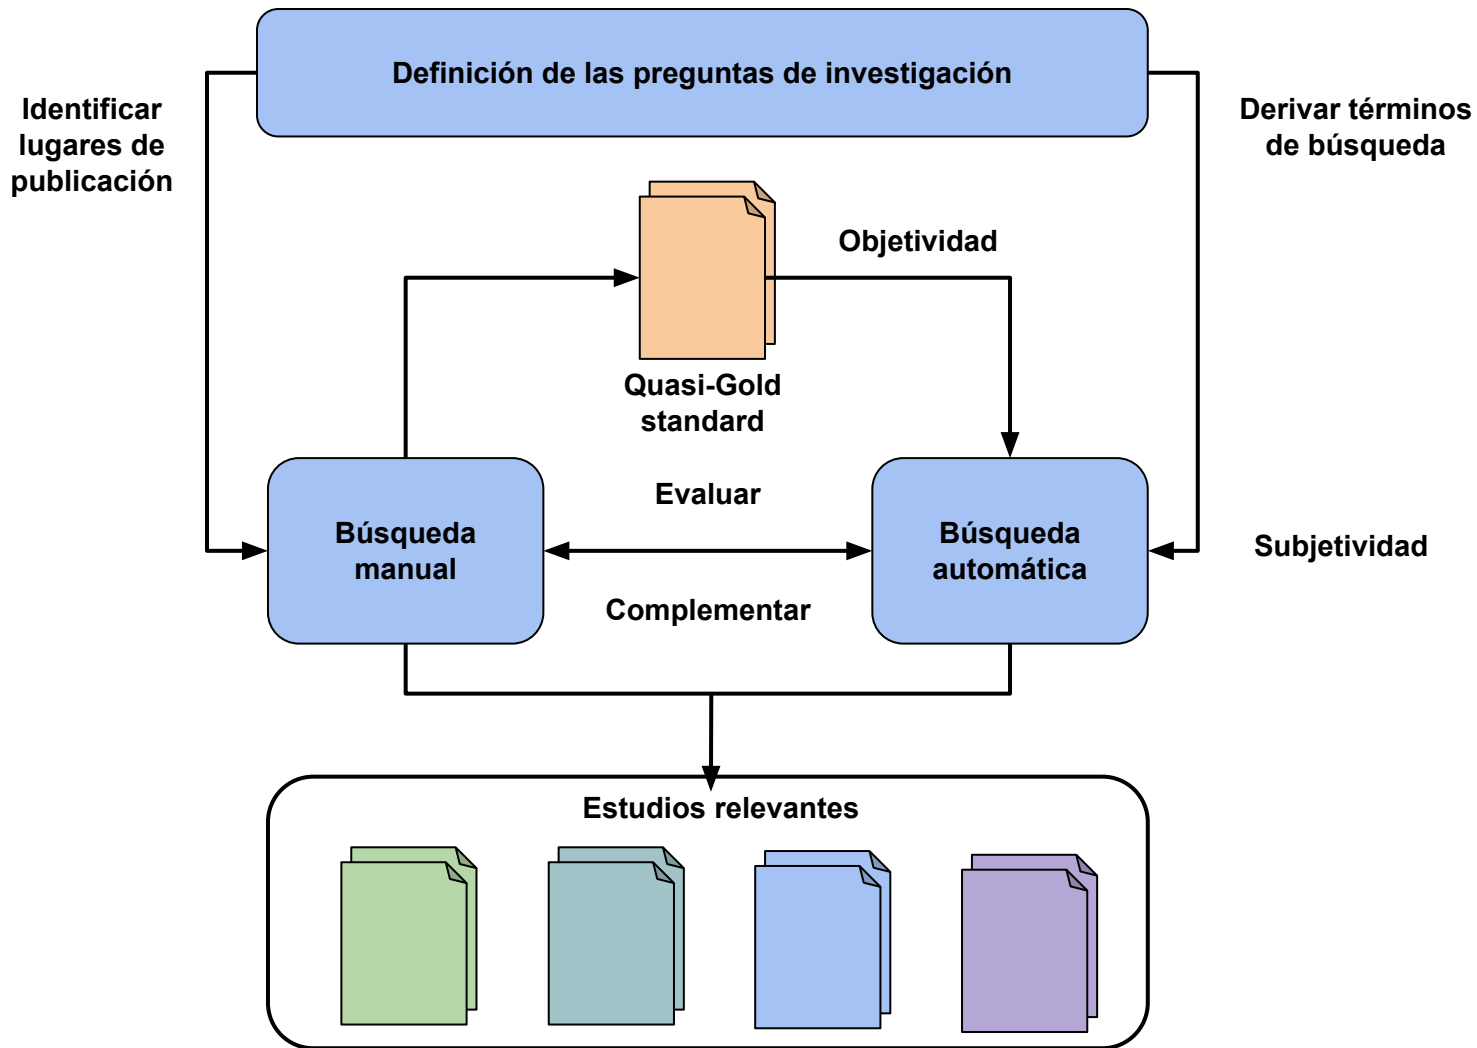 Definición de las preguntas de investigación
Identificar
lugares de
publicación
Derivar términos
de búsqueda
Objetividad
Quasi-Gold
standard
Evaluar
Búsqueda
manual
Búsqueda
automática
Subjetividad
Complementar
Estudios relevantes